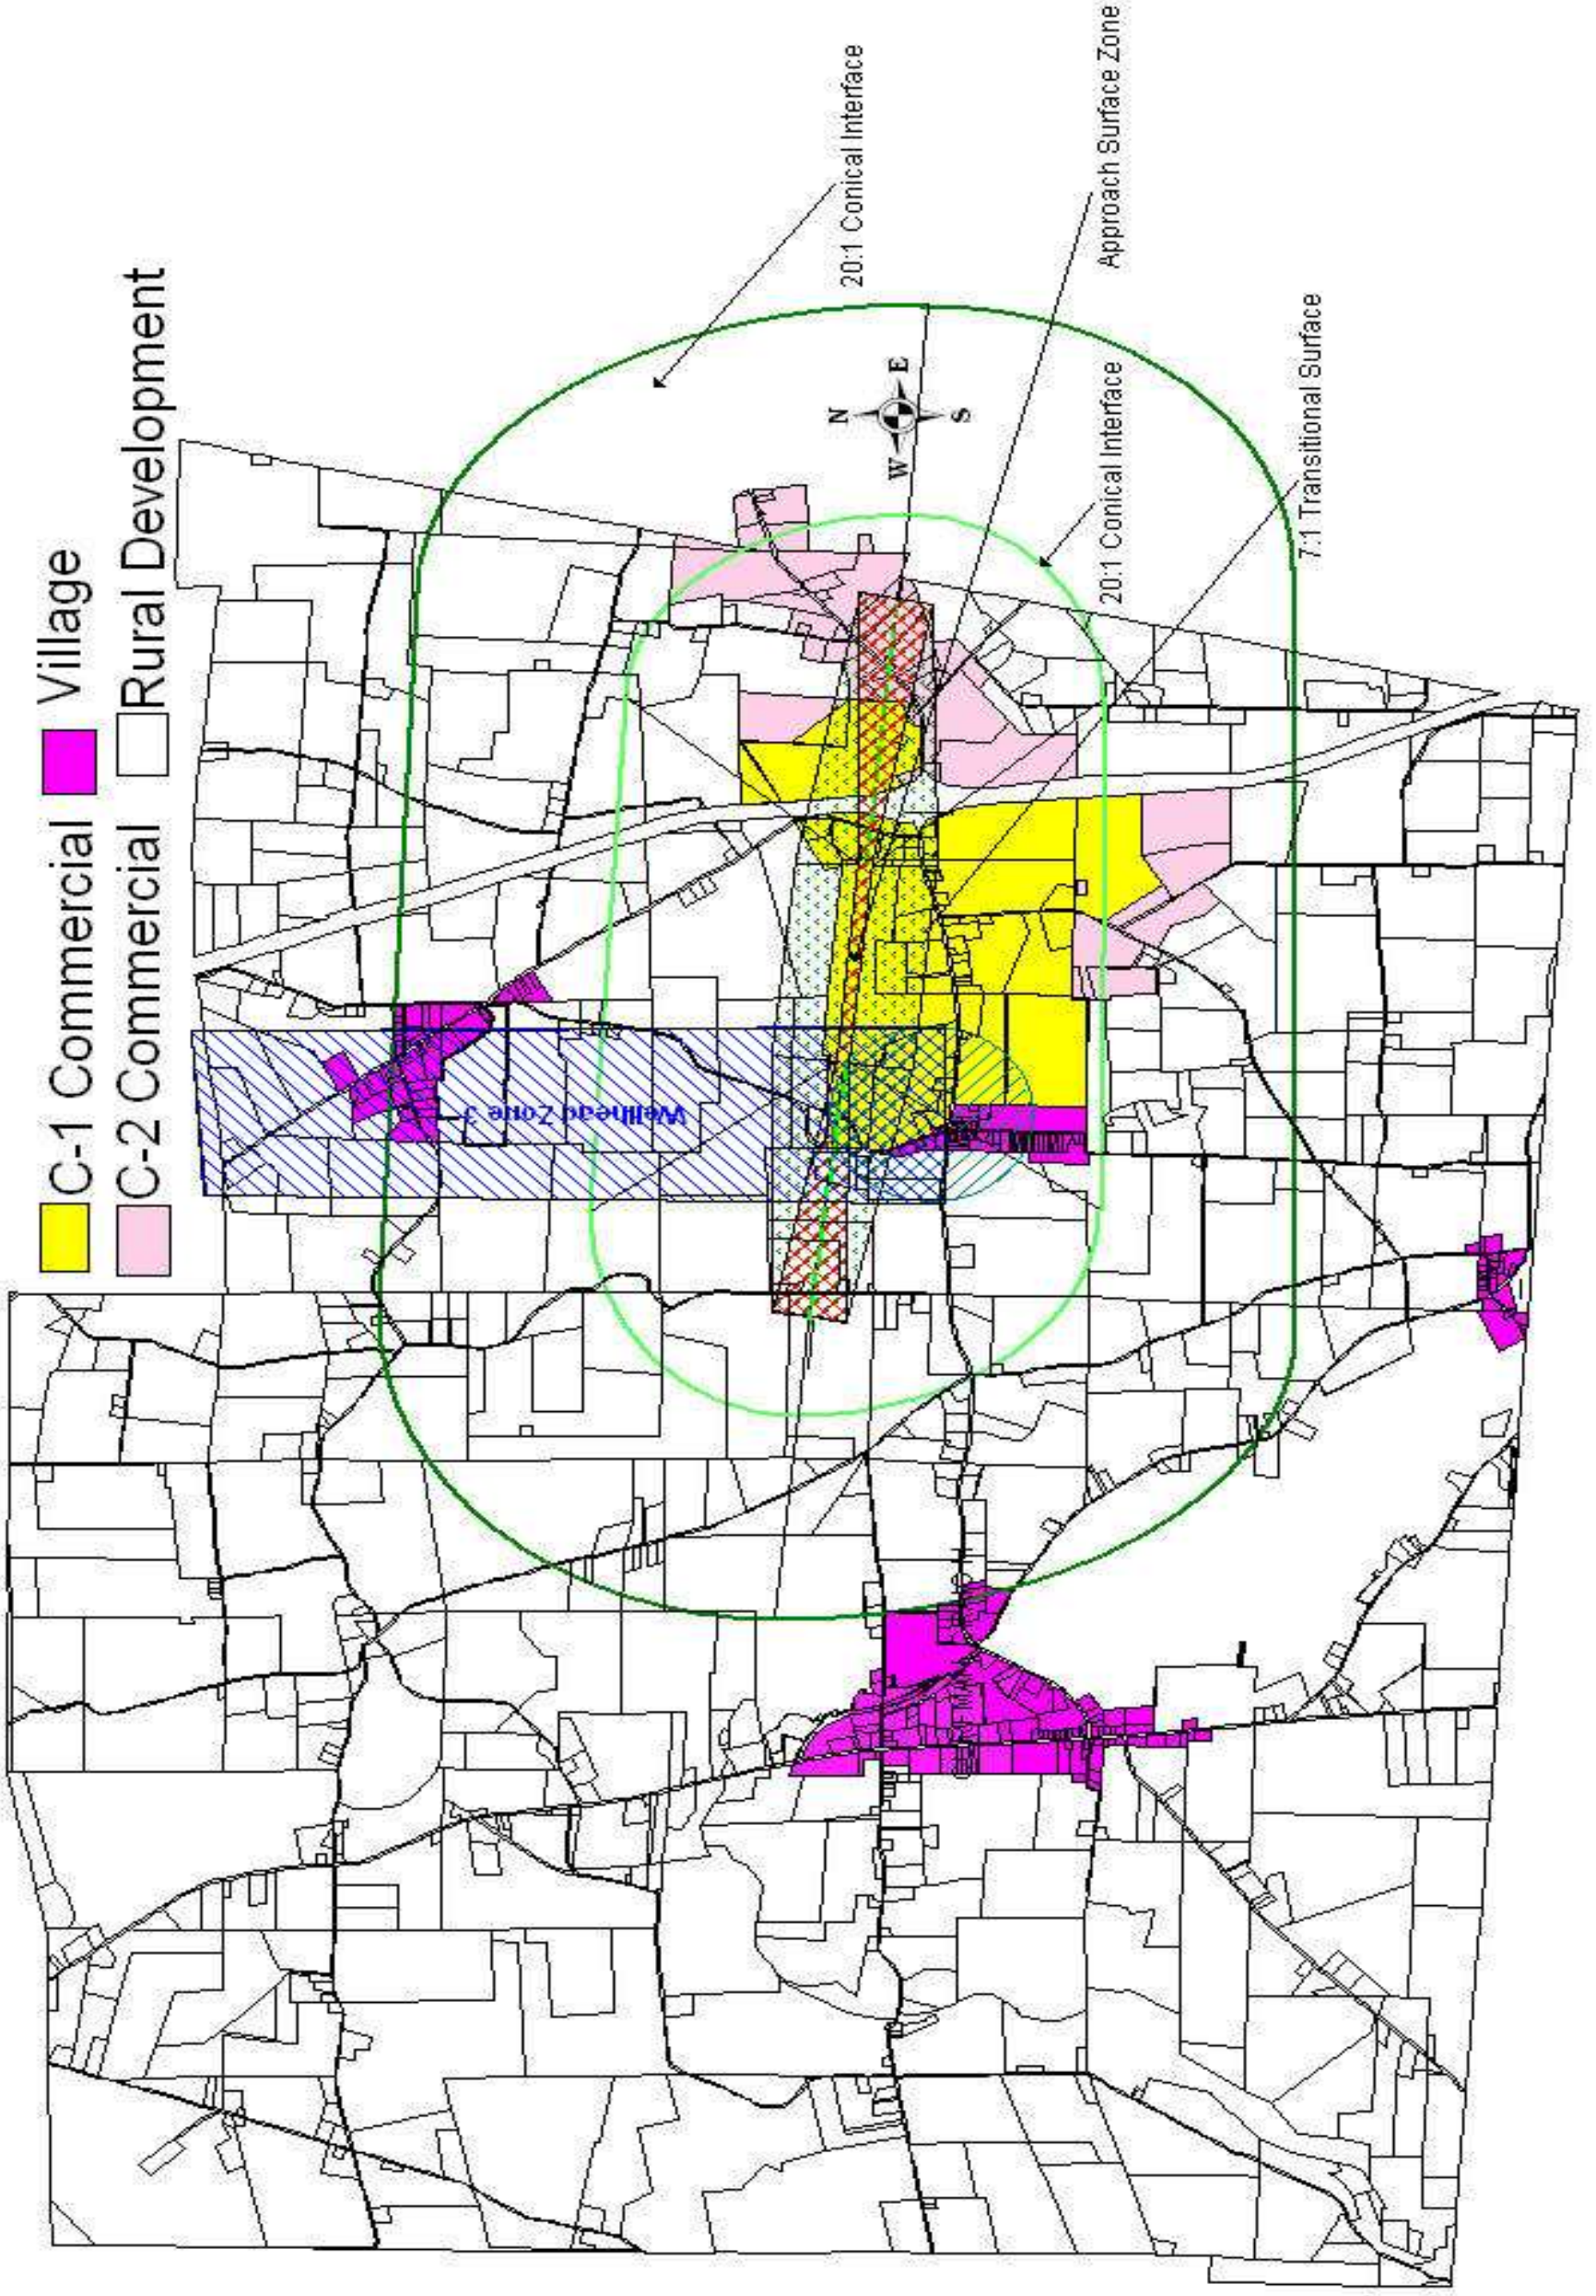 C-1 Commercial
Village
C-2 Commercial
Rural Development
20:1 Conical Interface
Approach Surface Zone
N
W
E
S
20:1 Conical Interface
7:1 Transitional Surface
Wellhead Zone 3